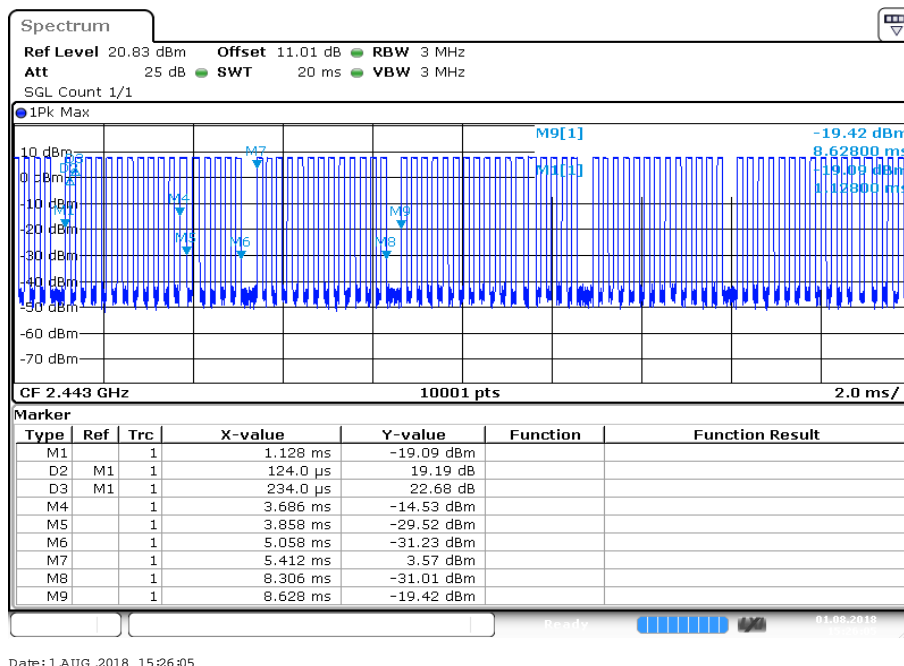 Spectrum
Ref Level 20.83 dBm Offset 11.01 dB RBW 3 MHz
Att 25 dB SWT 20 ms VBW 3 MHz
SGL Count 1/1
1Pk Max
M9[1] -19.42 dBm
10 dBm 8.62800 ms
M7
D3
D2
0 dBm M1[1] -19.09 dBm
1.12800 ms
M4
-10 dBm
M1 M9
-20 dBm
M5 M6 M8
-30 dBm
-40 dBm
-50 dBm
-60 dBm
-70 dBm
CF 2.443 GHz 10001 pts 2.0 ms/
Marker
Type Ref Trc X-value Y-value Function Function Result
M1 1 1.128 ms -19.09 dBm
D2 M1 1 124.0 µs 19.19 dB
D3 M1 1 234.0 µs 22.68 dB
M4 1 3.686 ms -14.53 dBm
M5 1 3.858 ms -29.52 dBm
M6 1 5.058 ms -31.23 dBm
M7 1 5.412 ms 3.57 dBm
M8 1 8.306 ms -31.01 dBm
M9 1 8.628 ms -19.42 dBm
Ready 01.08.2018
Date: 1.AUG.2018 15:26:05